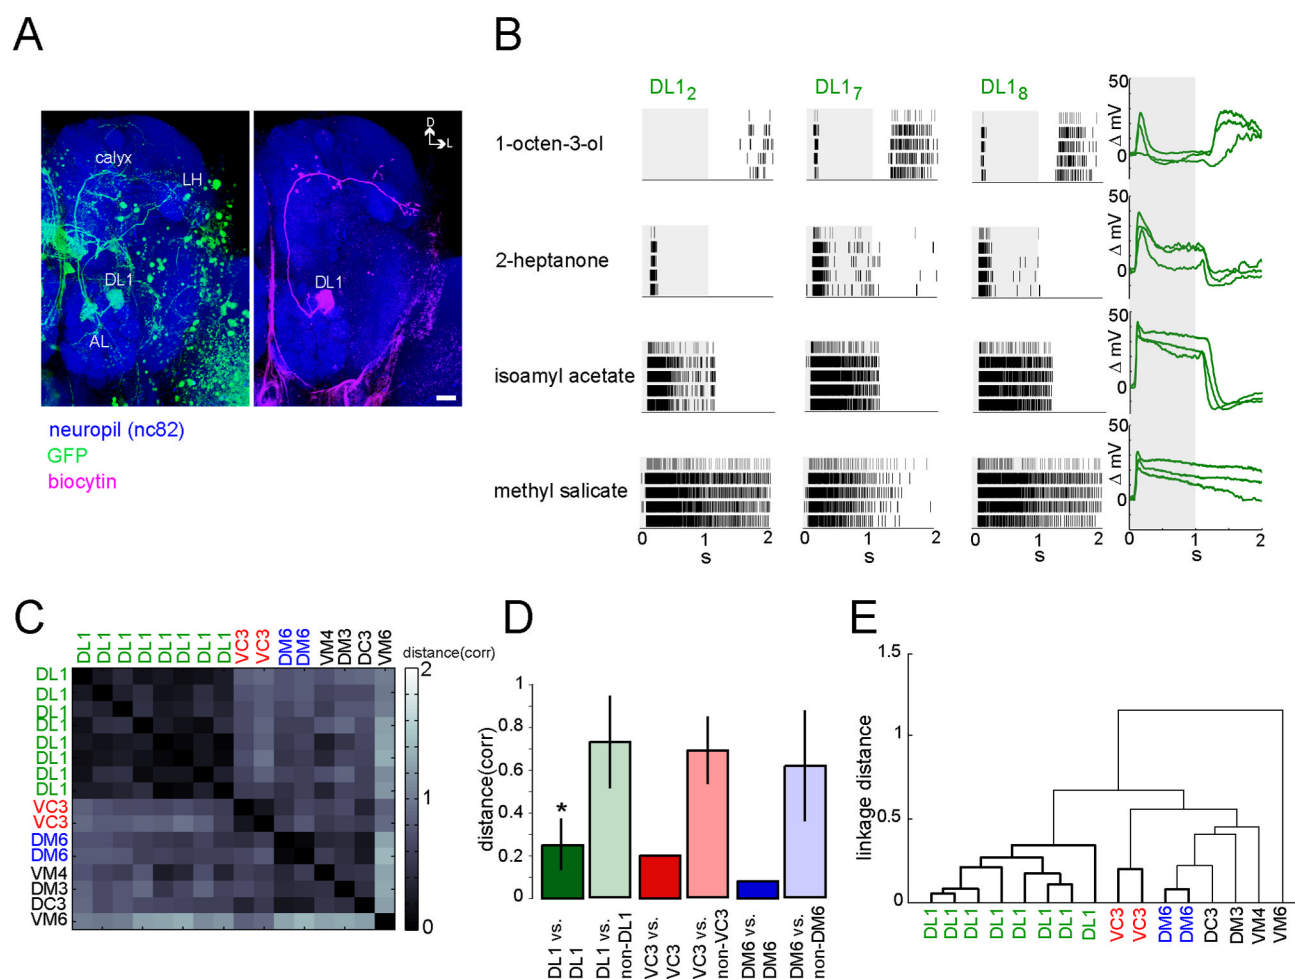 A
calyx
LH
DL1
AL
DL1
D
L
neuropil (nc82)
GFP
biocytin
B
DL1₂ DL1₇ DL1₈
1-octen-3-ol
2-heptanone
isoamyl acetate
methyl salicate
0 1 2
s
0 1 2
s
0 1 2
s
50
Δ mV
0
50
Δ mV
0
50
Δ mV
0
50
Δ mV
0
0 1 2
s
C
DL1 DL1 DL1 DL1 DL1 DL1 DL1 DL1 VC3 VC3 DM6 DM6 VM4 DM3 DC3 VM6
DL1
DL1
DL1
DL1
DL1
DL1
DL1
DL1
VC3
VC3
DM6
DM6
VM4
DM3
DC3
VM6
distance(corr)
2
1
0
D
distance(corr)
1
0.8
0.6
0.4
0.2
0
*
DL1 vs.
DL1
DL1 vs.
non-DL1
VC3 vs.
VC3
VC3 vs.
non-VC3
DM6 vs
DM6
DM6 vs.
non-DM6
E
linkage distance
1.5
1
0.5
0
DL1 DL1 DL1 DL1 DL1 DL1 DL1 DL1 VC3 VC3 DM6 DM6 DC3 DM3 VM4 VM6